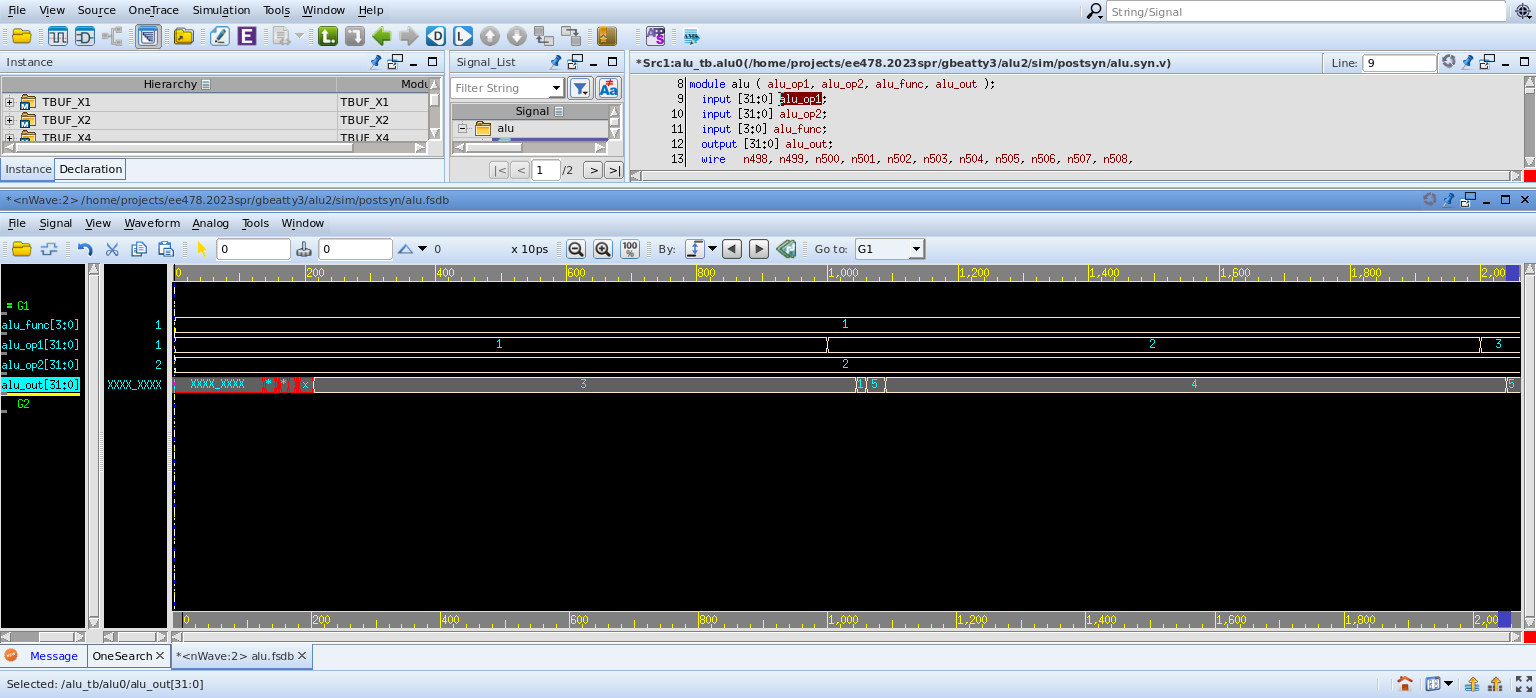 File View Source OneTrace Simulation Tools Window Help
String/Signal
Instance
Hierarchy Modu
TBUF_X1 TBUF_X1
TBUF_X2 TBUF_X2
TBUF_X4 TBUF_X4
Instance Declaration
Signal_List
Filter String
Signal
alu
1 /2
*Src1:alu_tb.alu0(/home/projects/ee478.2023spr/gbeatty3/alu2/sim/postsyn/alu.syn.v) Line: 9
8 module alu ( alu_op1, alu_op2, alu_func, alu_out );
9 input [31:0] alu_op1;
10 input [31:0] alu_op2;
11 input [3:0] alu_func;
12 output [31:0] alu_out;
13 wire n498, n499, n500, n501, n502, n503, n504, n505, n506, n507, n508,
*<nWave:2> /home/projects/ee478.2023spr/gbeatty3/alu2/sim/postsyn/alu.fsdb
File Signal View Waveform Analog Tools Window
0 0 0 x 10ps 100% By: Go to: G1
0 200 400 600 800 1,000 1,200 1,400 1,600 1,800 2,00
= G1
alu_func[3:0] 1 1
alu_op1[31:0] 1 1 2 3
alu_op2[31:0] 2 2
alu_out[31:0] XXXX_XXXX XXXX_XXXX * * x 3 1 5 4 5
G2
0 200 400 600 800 1,000 1,200 1,400 1,600 1,800 2,00
Message OneSearch *<nWave:2> alu.fsdb
Selected: /alu_tb/alu0/alu_out[31:0]